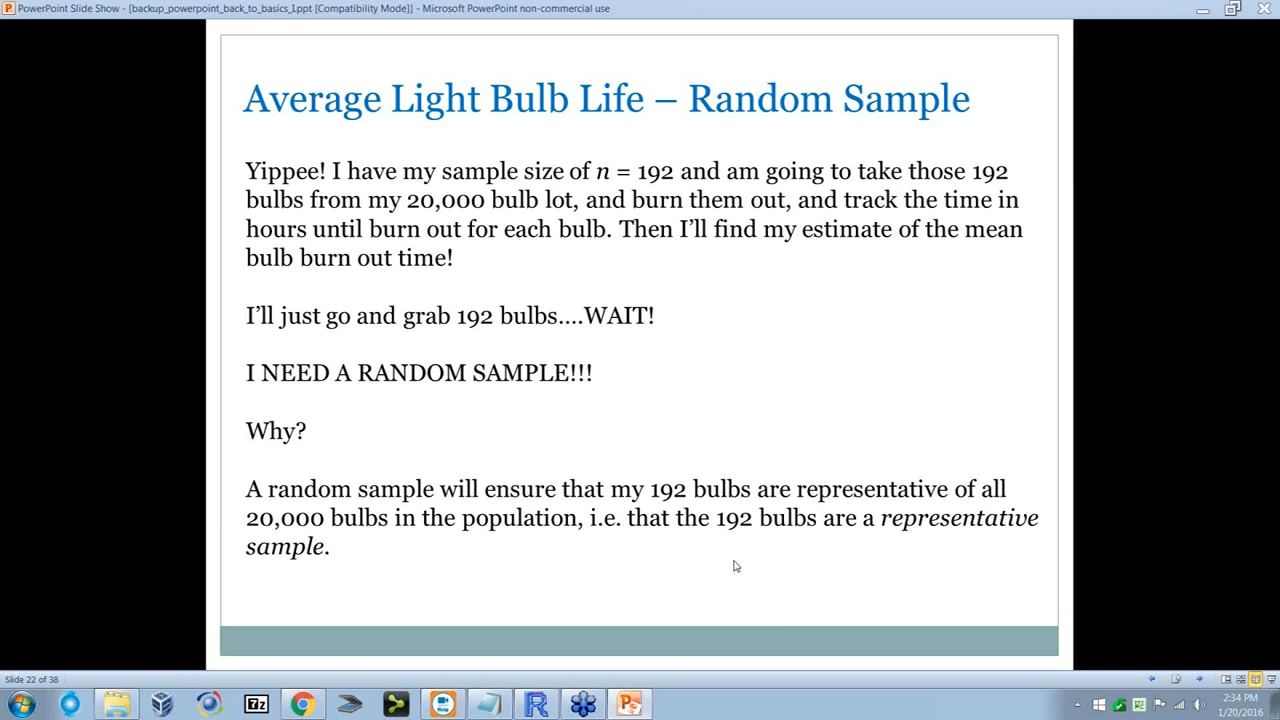 PowerPoint Slide Show - [backup_powerpoint_back_to_basics_I.ppt [Compatibility Mode]] - Microsoft PowerPoint non-commercial use
Average Light Bulb Life – Random Sample
Yippee! I have my sample size of n = 192 and am going to take those 192
bulbs from my 20,000 bulb lot, and burn them out, and track the time in
hours until burn out for each bulb. Then I'll find my estimate of the mean
bulb burn out time!
I'll just go and grab 192 bulbs....WAIT!
I NEED A RANDOM SAMPLE!!!
Why?
A random sample will ensure that my 192 bulbs are representative of all
20,000 bulbs in the population, i.e. that the 192 bulbs are a representative
sample.
Slide 22 of 38
7z
R
P
2:34 PM
1/20/2016